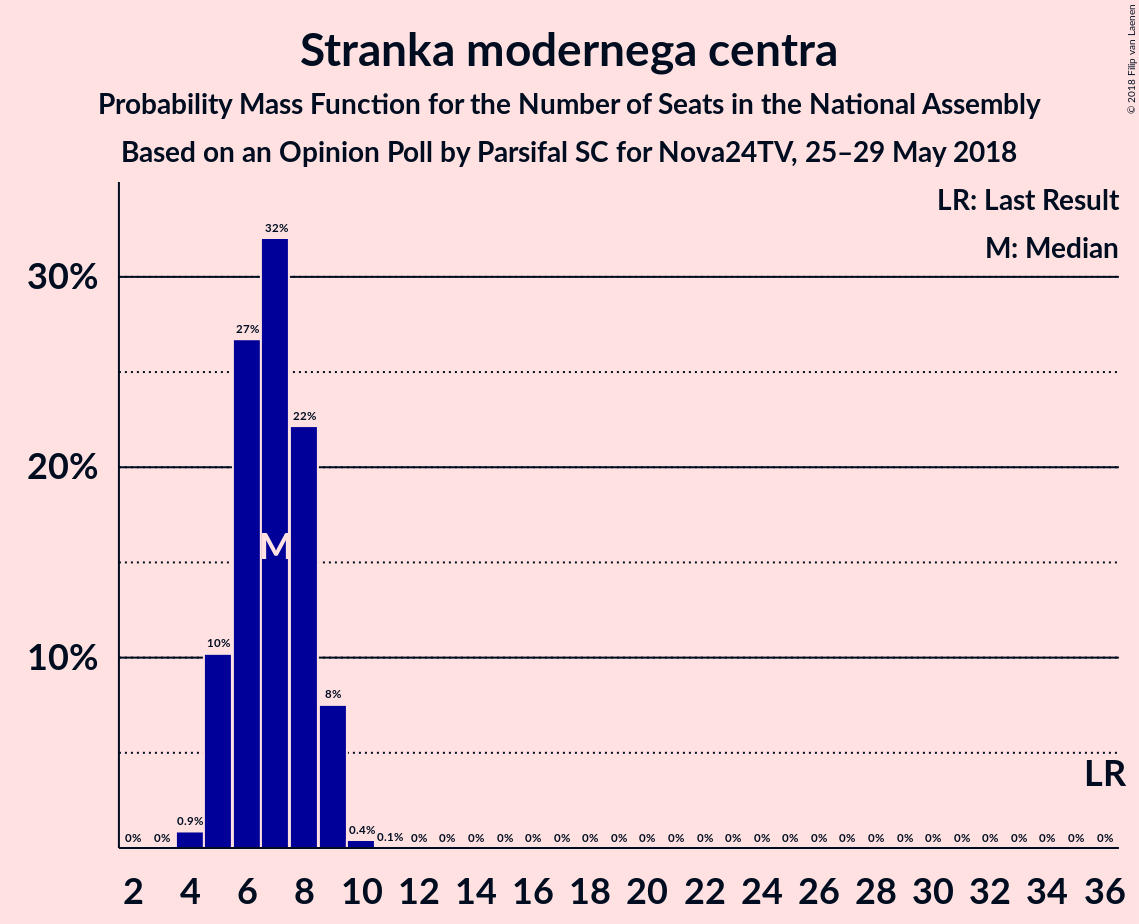 Stranka modernega centra
Probability Mass Function for the Number of Seats in the National Assembly
Based on an Opinion Poll by Parsifal SC for Nova24TV, 25–29 May 2018
© 2018 Filip van Laenen
LR: Last Result
M: Median
30%
20%
10%
0% 0% 0.9% 10% 27% 32% 22% 8% 0.4% 0.1% 0% 0% 0% 0% 0% 0% 0% 0% 0% 0% 0% 0% 0% 0% 0% 0% 0% 0% 0% 0% 0% 0% 0% 0% 0%
M
LR
2 4 6 8 10 12 14 16 18 20 22 24 26 28 30 32 34 36